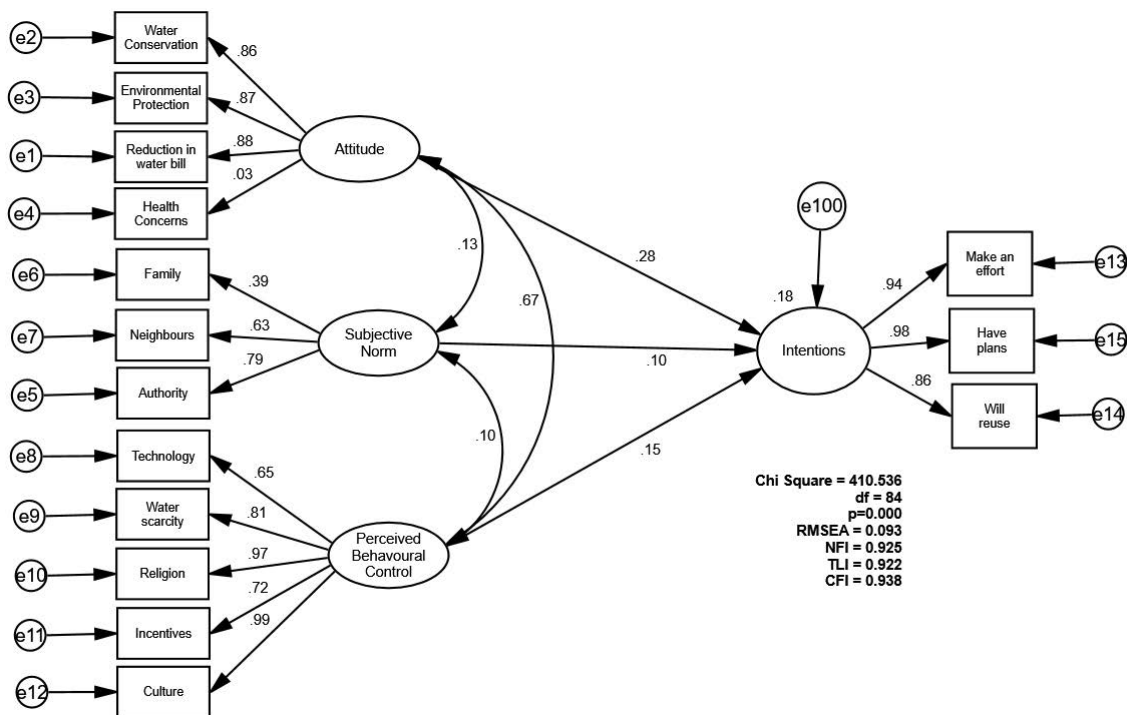 e2
Water
Conservation
.86
e3
Environmental
Protection
.87
e1
Reduction in
water bill
.88
e4
Health
Concerns
.03
Attitude
e6
Family
.39
e7
Neighbours
.63
e5
Authority
.79
Subjective
Norm
e8
Technology
.65
e9
Water
scarcity
.81
e10
Religion
.97
e11
Incentives
.72
e12
Culture
.99
Perceived
Behavoural
Control
.13
.67
.10
.28
.10
.15
e100
.18
Intentions
.94
Make an
effort
e13
.98
Have
plans
e15
.86
Will
reuse
e14
Chi Square = 410.536
df = 84
p=0.000
RMSEA = 0.093
NFI = 0.925
TLI = 0.922
CFI = 0.938